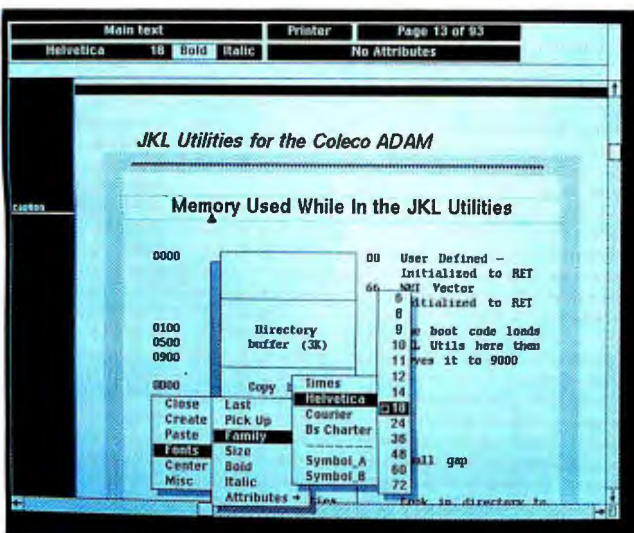 Main text Printer Page 13 of 93
Helvetica 18 Bold Italic No Attributes
JKL Utilities for the Coleco ADAM
caption
Memory Used While In the JKL Utilities
0000
00 User Defined -
Initialized to RET
66 NMI Vector
0100
0500
0900
Directory
buffer (3K)
boot code loads
Utils here then
it to 9000
0D00
Copy
gap
in directory to
Close
Create
Paste
Fonts
Center
Misc
Last
Pick Up
Family
Size
Bold
Italic
Attributes →
Times
Helvetica
Courier
Bs Charter
Symbol_A
Symbol_B
6
8
9
10
11
12
14
18
24
36
48
60
72